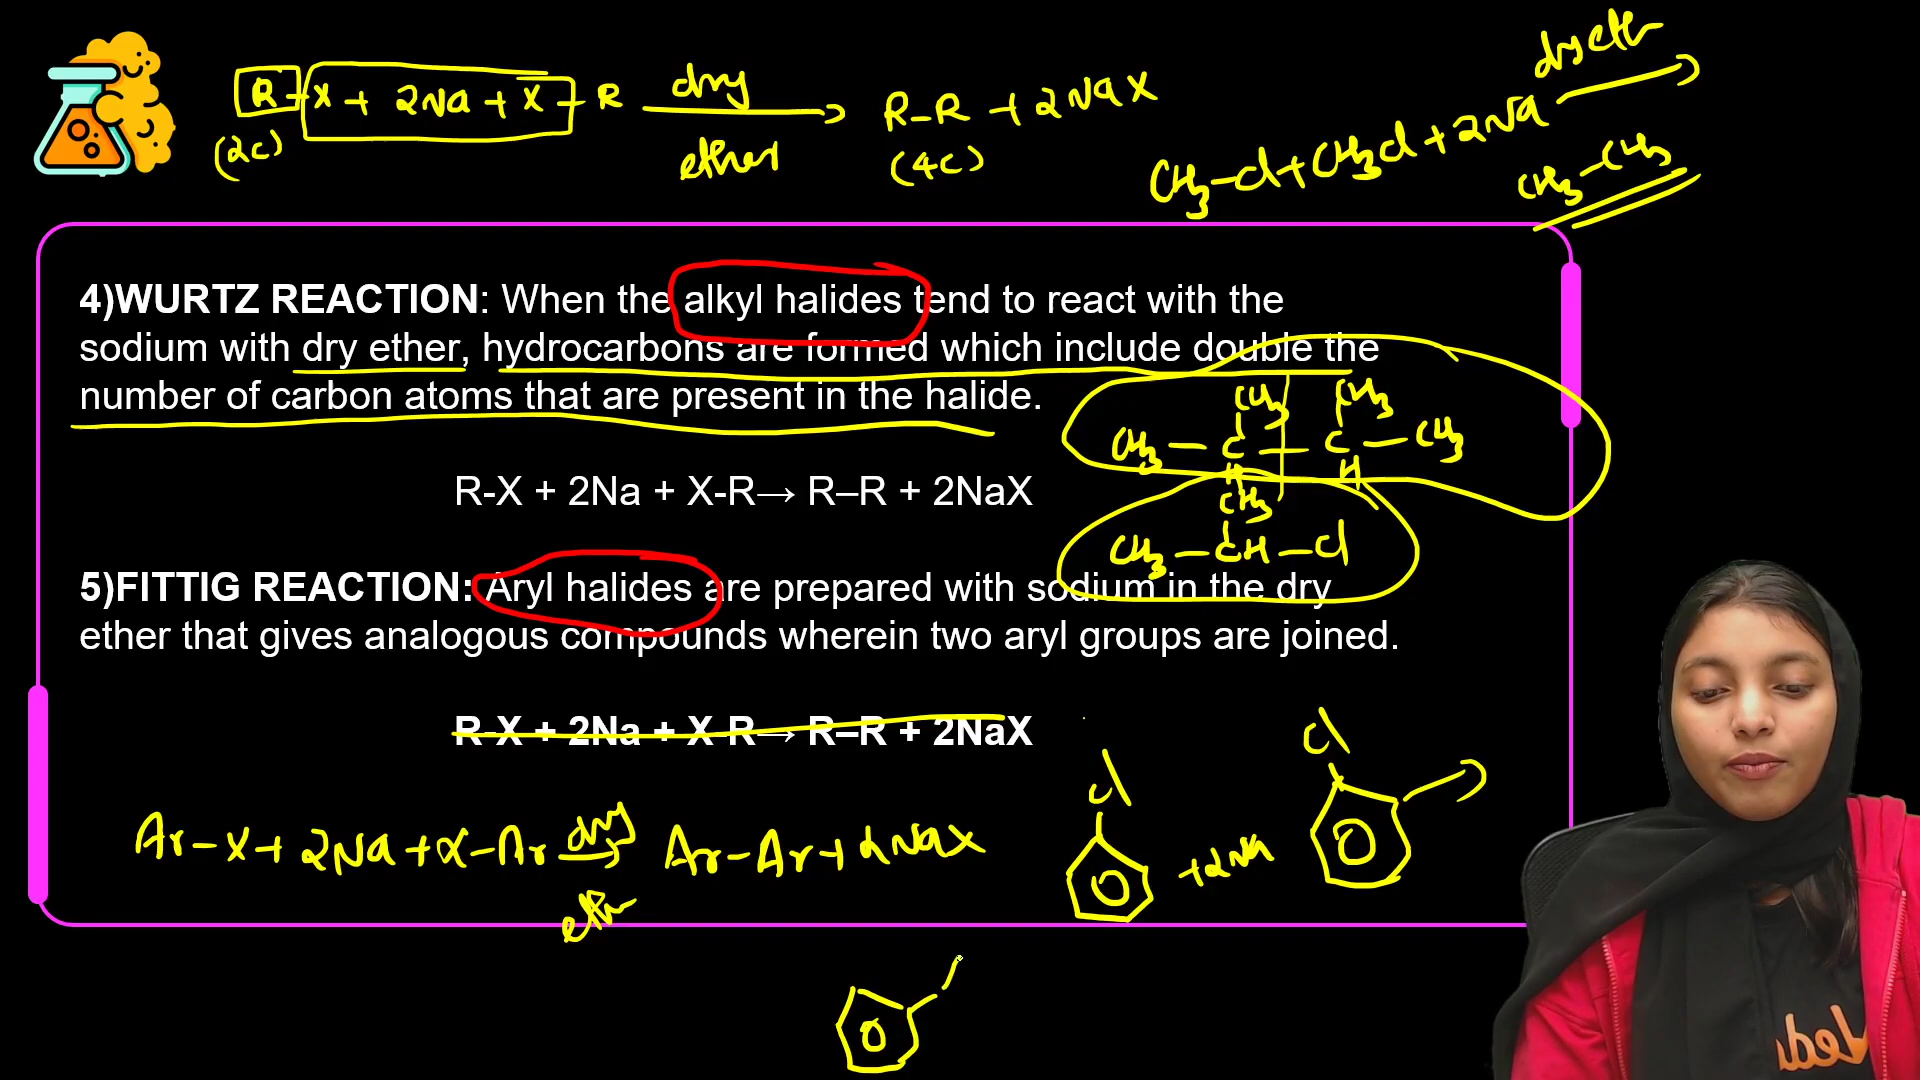 R-X + 2Na + X-R dry ether R-R + 2NaX
(2C) (4C)
CH3-Cl + CH3Cl + 2Na dry eth
CH3-CH3
4)WURTZ REACTION: When the alkyl halides tend to react with the
sodium with dry ether, hydrocarbons are formed which include double the
number of carbon atoms that are present in the halide.
CH3 CH3
CH3 - C - C - CH3
H H
R-X + 2Na + X-R→ R–R + 2NaX
CH3
CH3 - CH - Cl
5)FITTIG REACTION: Aryl halides are prepared with sodium in the dry
ether that gives analogous compounds wherein two aryl groups are joined.
R-X + 2Na + X-R→ R–R + 2NaX
Cl Cl
Ar-X + 2Na + X-Ar dry eth Ar-Ar + 2NaX
+2Na